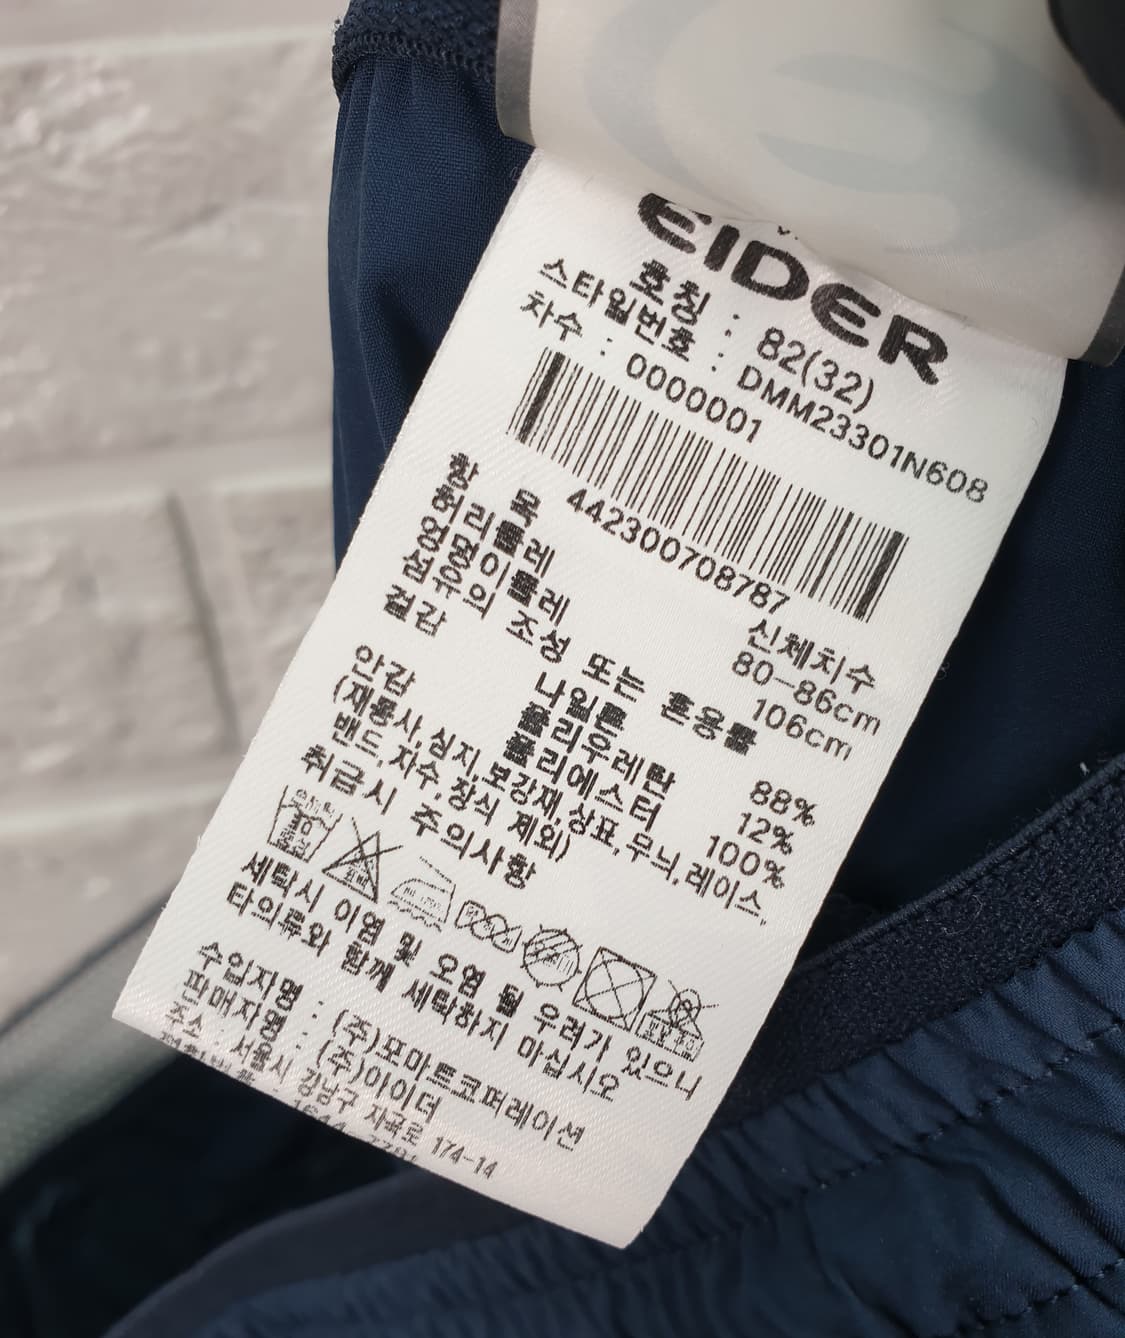 EIDER
호칭 : 82(32)
스타일번호 : DMM23301N608
차수 : 0000001
442300708787
항 목 신체치수
허리둘레 80-86cm
엉덩이둘레 106cm
섬유의 조성 또는 혼용률
겉감 나일론 88%
폴리우레탄 12%
안감 폴리에스터 100%
(재봉사,심지,보강재,상표,무늬,레이스,
밴드,자수,장식 제외)
취급시 주의사항
세탁시 이염 및 오염 될 우려가 있으니
타의류와 함께 세탁하지 마십시오
수입자명 : (주)포마트코퍼레이션
판매자명 : (주)아이더
주소 : 서울시 강남구 자곡로 174-14